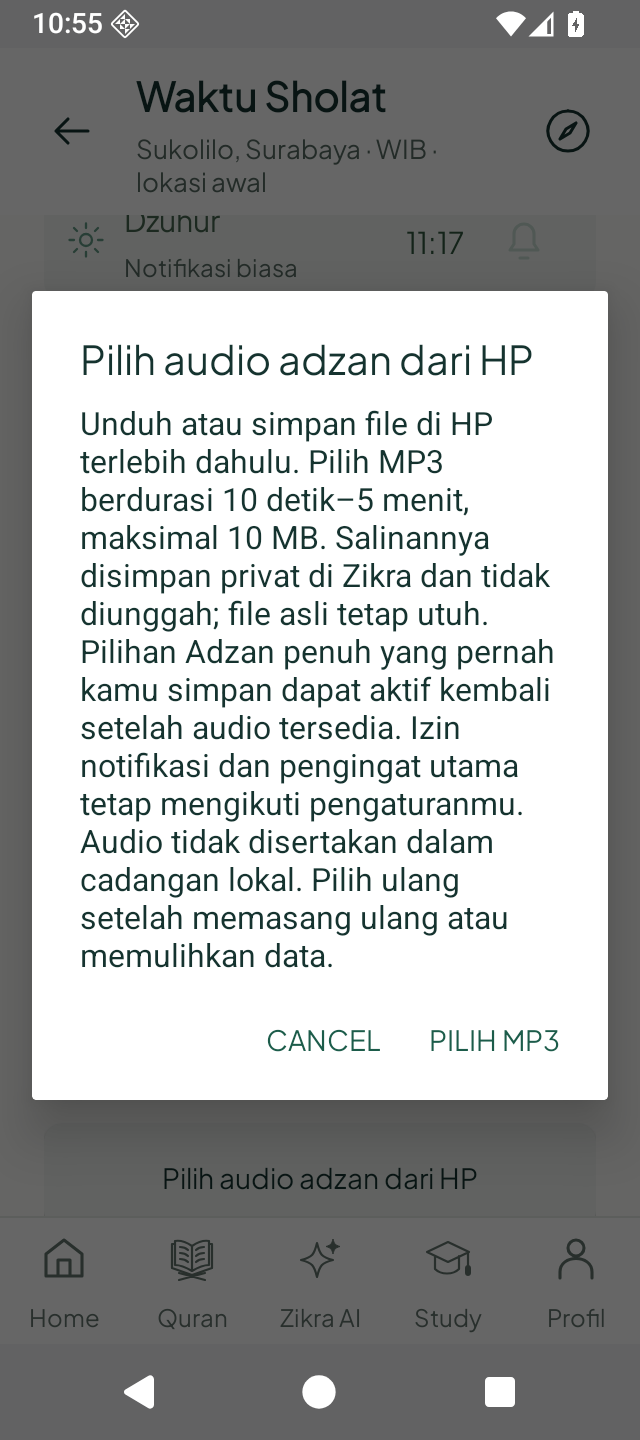 10:55
Waktu Sholat
Sukolilo, Surabaya · WIB ·
lokasi awal
Dzuhur
11:17
Notifikasi biasa
Pilih audio adzan dari HP
Unduh atau simpan file di HP
terlebih dahulu. Pilih MP3
berdurasi 10 detik–5 menit,
maksimal 10 MB. Salinannya
disimpan privat di Zikra dan tidak
diunggah; file asli tetap utuh.
Pilihan Adzan penuh yang pernah
kamu simpan dapat aktif kembali
setelah audio tersedia. Izin
notifikasi dan pengingat utama
tetap mengikuti pengaturanmu.
Audio tidak disertakan dalam
cadangan lokal. Pilih ulang
setelah memasang ulang atau
memulihkan data.
CANCEL PILIH MP3
Pilih audio adzan dari HP
Home Quran Zikra AI Study Profil